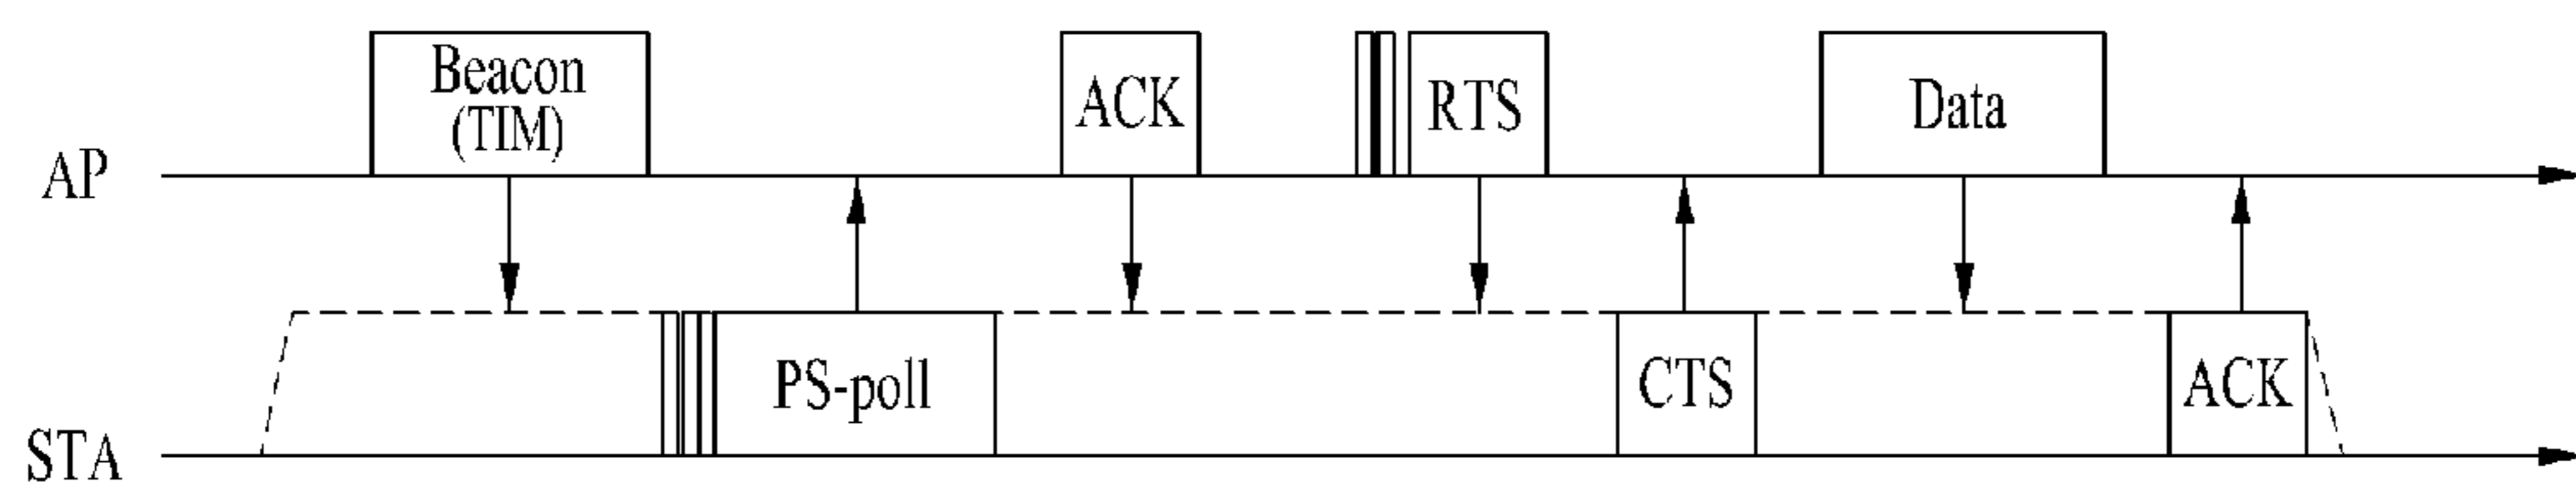 Beacon
(TIM)
ACK
RTS
Data
AP
PS-poll
CTS
ACK
STA